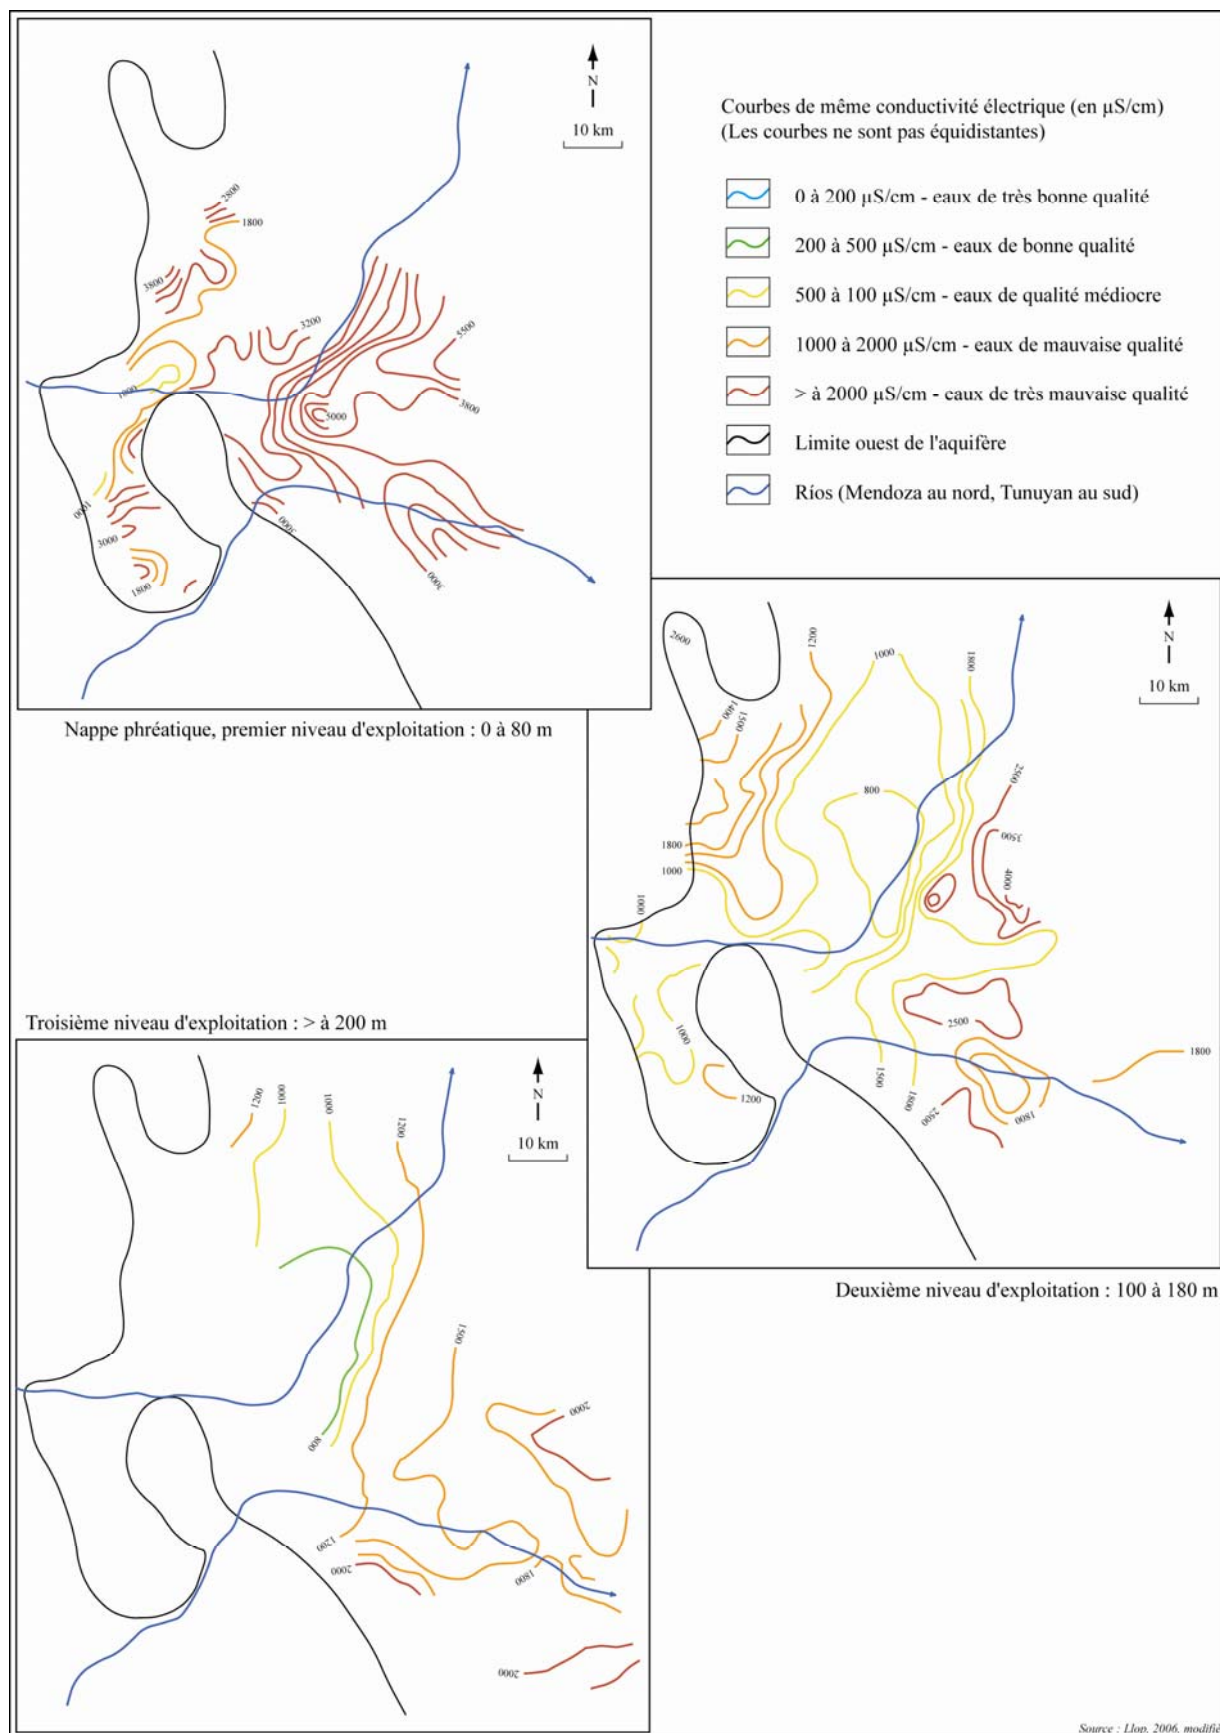 N
10 km
2800
1800
3800
3200
5500
1000
5000
3800
1000
3000
3000
1800
3000
Nappe phréatique, premier niveau d'exploitation : 0 à 80 m
Courbes de même conductivité électrique (en µS/cm)
(Les courbes ne sont pas équidistantes)
0 à 200 µS/cm - eaux de très bonne qualité
200 à 500 µS/cm - eaux de bonne qualité
500 à 100 µS/cm - eaux de qualité médiocre
1000 à 2000 µS/cm - eaux de mauvaise qualité
> à 2000 µS/cm - eaux de très mauvaise qualité
Limite ouest de l'aquifère
Ríos (Mendoza au nord, Tunuyan au sud)
N
10 km
2600
1200
1000
1800
1400
1500
2500
800
3500
1800
1000
4000
1000
2500
1000
1800
1500
1200
1800
2500
1800
Deuxième niveau d'exploitation : 100 à 180 m
Troisième niveau d'exploitation : > à 200 m
N
10 km
1200
1000
1000
1200
1500
2000
800
1200
2000
1800
2000
Source : Llop, 2006, modifié